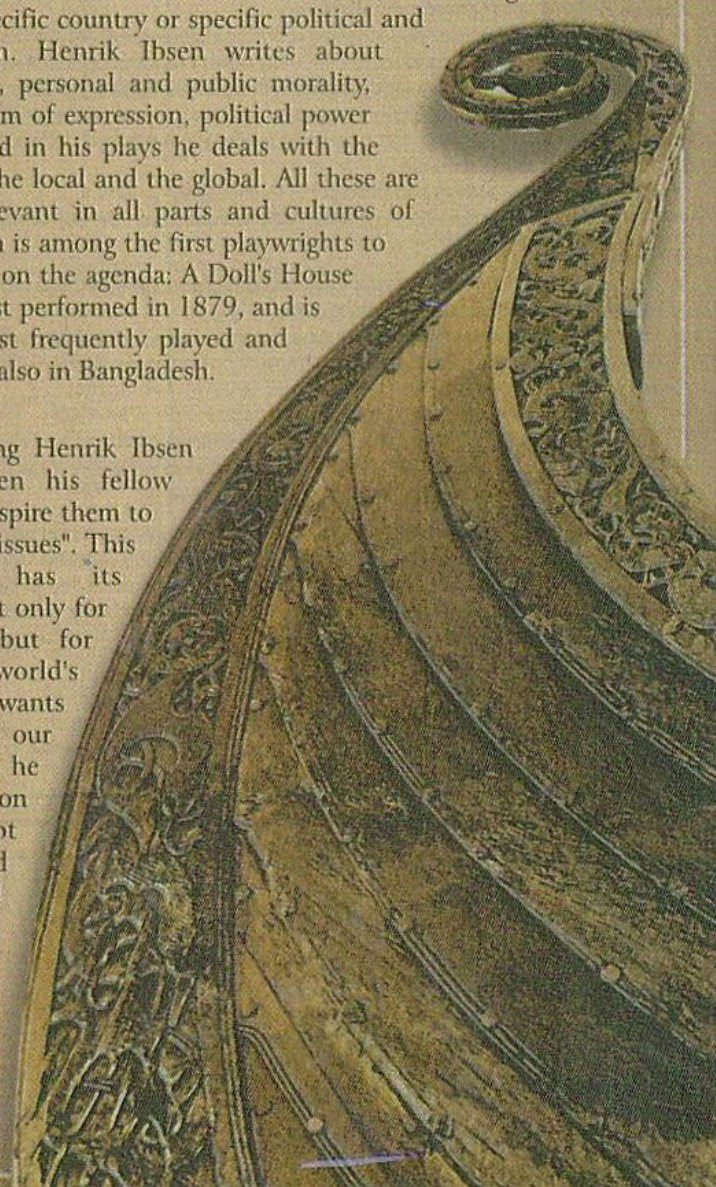 cific country or specific political and
n. Henrik Ibsen writes about
, personal and public morality,
m of expression, political power
d in his plays he deals with the
he local and the global. All these are
evant in all parts and cultures of
n is among the first playwrights to
on the agenda: A Doll's House
st performed in 1879, and is
st frequently played and
also in Bangladesh.
ng Henrik Ibsen
en his fellow
spire them to
issues". This
has its
t only for
but for
world's
wants
our
he
on
ot
d